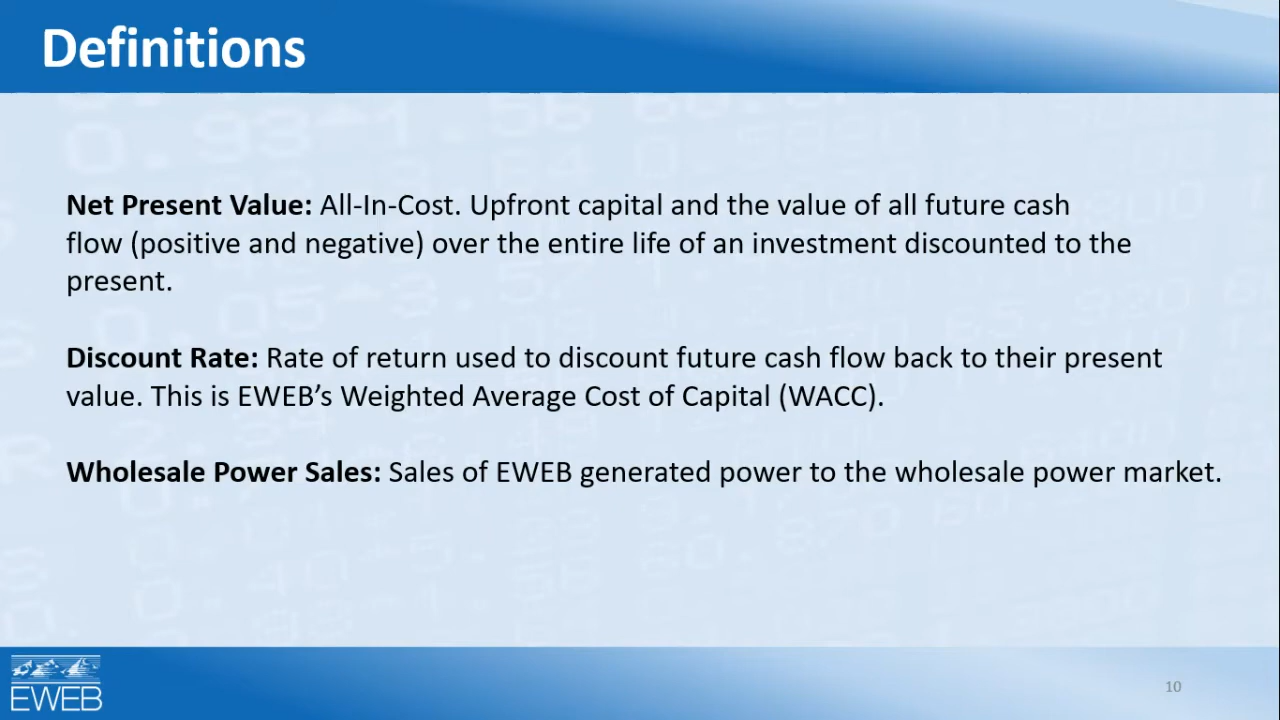 Definitions
Net Present Value: All-In-Cost. Upfront capital and the value of all future cash
flow (positive and negative) over the entire life of an investment discounted to the
present.
Discount Rate: Rate of return used to discount future cash flow back to their present
value. This is EWEB’s Weighted Average Cost of Capital (WACC).
Wholesale Power Sales: Sales of EWEB generated power to the wholesale power market.
EWEB
10